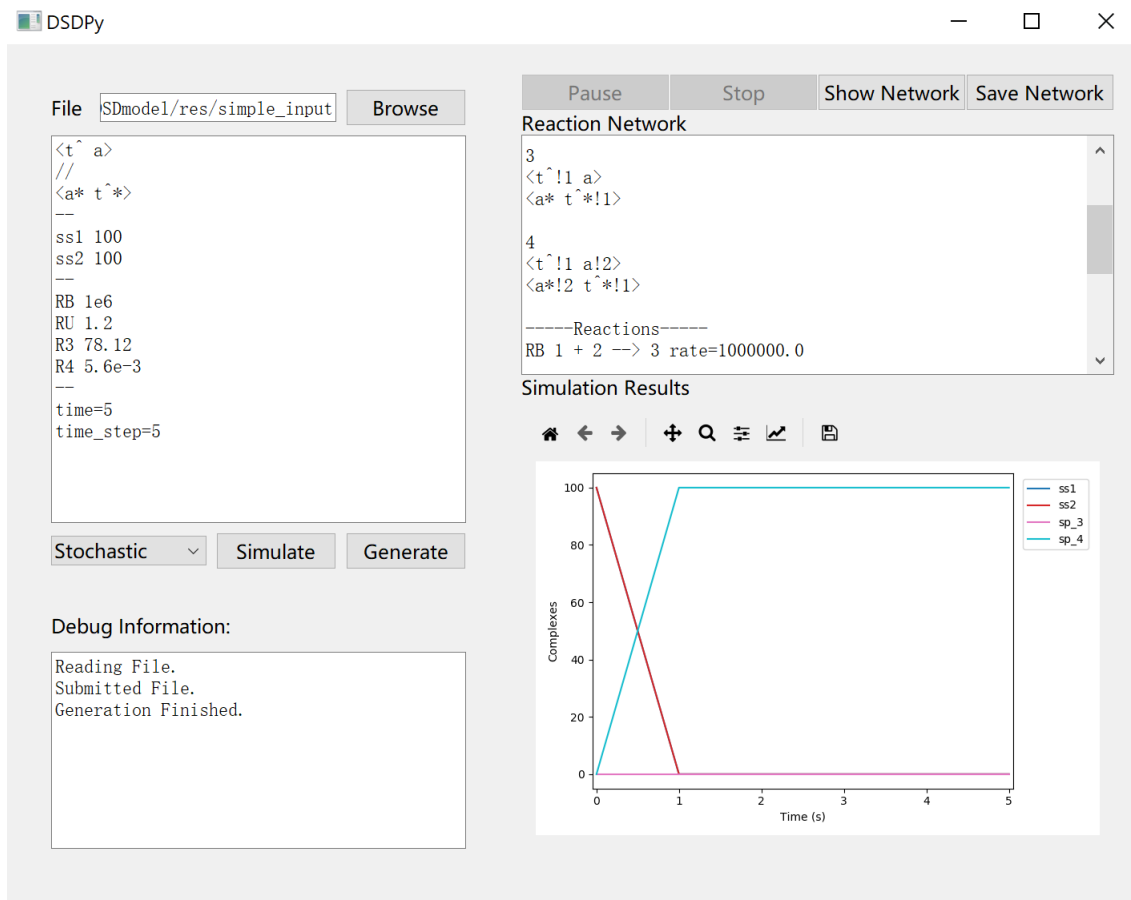 DSDPy
File SDmodel/res/simple_input Browse
<t^ a>
//
<a* t^*>
--
ss1 100
ss2 100
--
RB 1e6
RU 1.2
R3 78.12
R4 5.6e-3
--
time=5
time_step=5
Stochastic Simulate Generate
Debug Information:
Reading File.
Submitted File.
Generation Finished.
Pause Stop Show Network Save Network
Reaction Network
3
<t^!1 a>
<a* t^*!1>
4
<t^!1 a!2>
<a*!2 t^*!1>
-----Reactions-----
RB 1 + 2 --> 3 rate=1000000.0
Simulation Results
100
80
60
40
20
0
Complexes
0 1 2 3 4 5
Time (s)
ss1
ss2
sp_3
sp_4